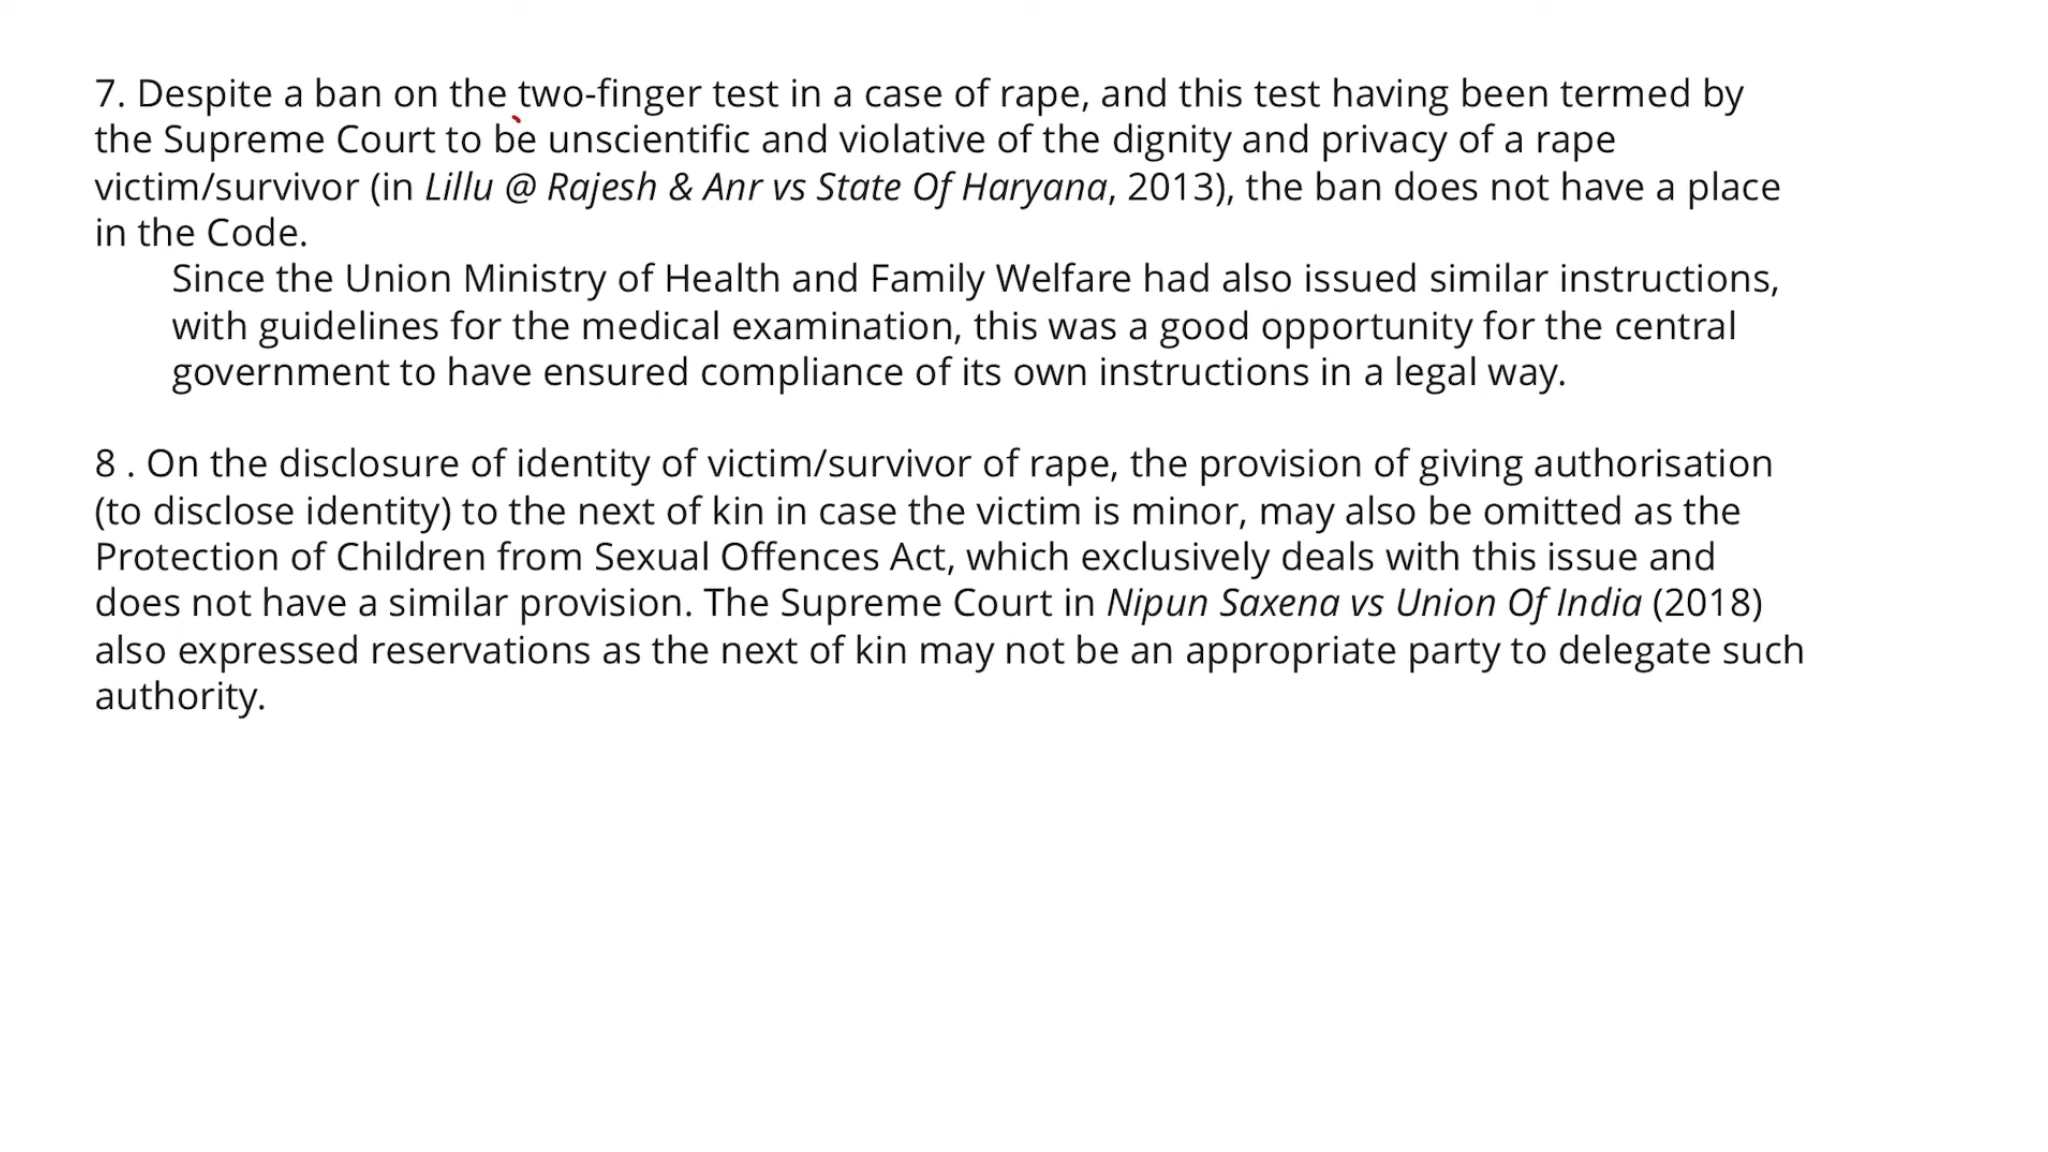 7. Despite a ban on the two-finger test in a case of rape, and this test having been termed by
the Supreme Court to be unscientific and violative of the dignity and privacy of a rape
victim/survivor (in Lillu @ Rajesh & Anr vs State Of Haryana, 2013), the ban does not have a place
in the Code.
Since the Union Ministry of Health and Family Welfare had also issued similar instructions,
with guidelines for the medical examination, this was a good opportunity for the central
government to have ensured compliance of its own instructions in a legal way.
8 . On the disclosure of identity of victim/survivor of rape, the provision of giving authorisation
(to disclose identity) to the next of kin in case the victim is minor, may also be omitted as the
Protection of Children from Sexual Offences Act, which exclusively deals with this issue and
does not have a similar provision. The Supreme Court in Nipun Saxena vs Union Of India (2018)
also expressed reservations as the next of kin may not be an appropriate party to delegate such
authority.